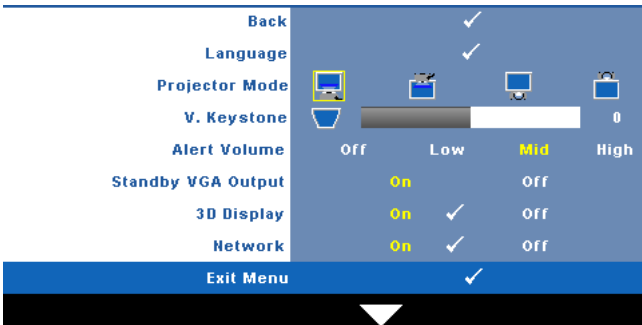 Back
Language
Projector Mode
V. Keystone 0
Alert Volume Off Low Mid High
Standby VGA Output On Off
3D Display On Off
Network On Off
Exit Menu